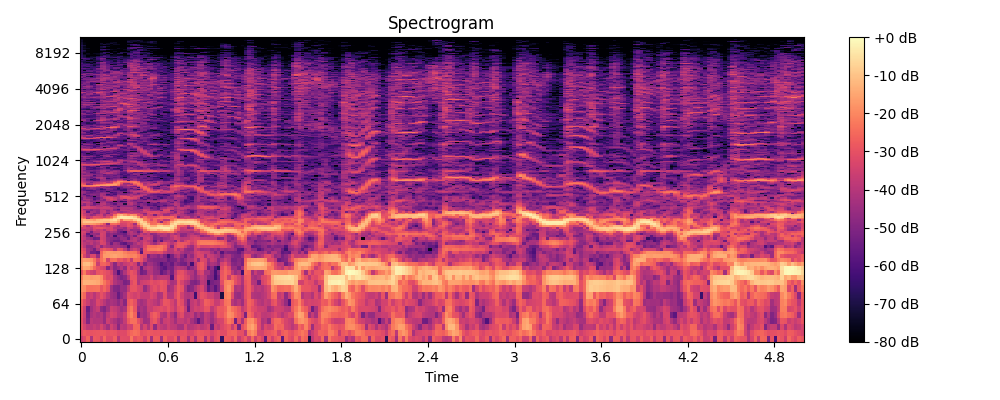 Spectrogram
8192
4096
2048
1024
512
256
128
64
0
Frequency
0 0.6 1.2 1.8 2.4 3 3.6 4.2 4.8
Time
+0 dB
-10 dB
-20 dB
-30 dB
-40 dB
-50 dB
-60 dB
-70 dB
-80 dB